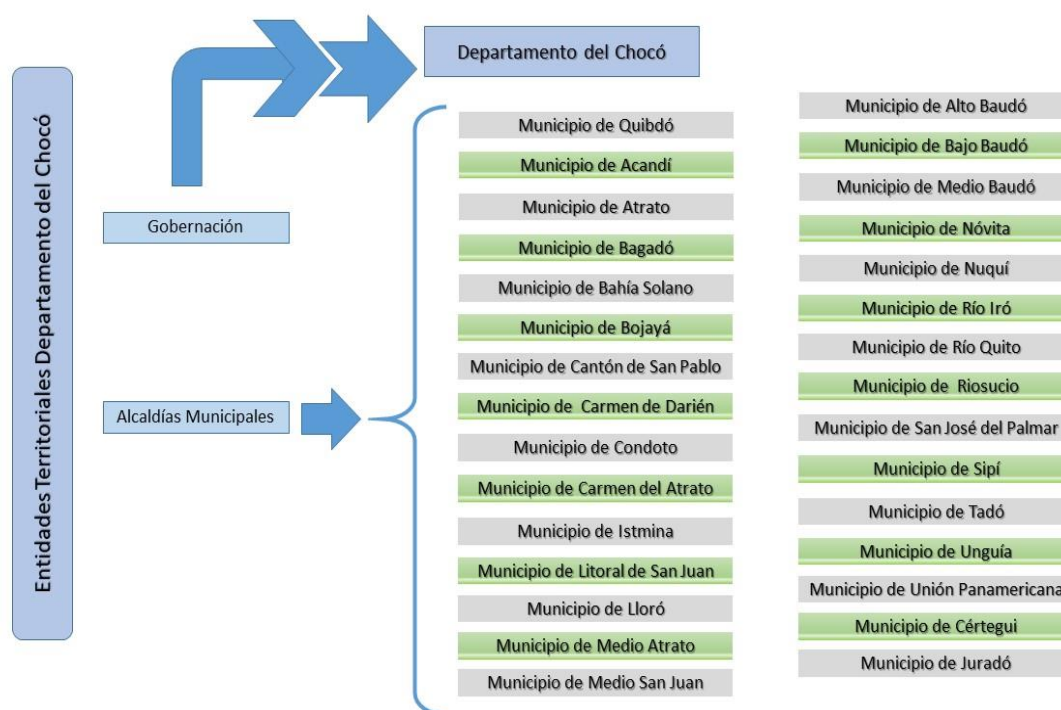 Entidades Territoriales Departamento del Chocó
Departamento del Chocó
Gobernación
Alcaldías Municipales
Municipio de Quibdó
Municipio de Acandí
Municipio de Atrato
Municipio de Bagadó
Municipio de Bahía Solano
Municipio de Bojayá
Municipio de Cantón de San Pablo
Municipio de Carmen de Darién
Municipio de Condoto
Municipio de Carmen del Atrato
Municipio de Istmina
Municipio de Litoral de San Juan
Municipio de Lloró
Municipio de Medio Atrato
Municipio de Medio San Juan
Municipio de Alto Baudó
Municipio de Bajo Baudó
Municipio de Medio Baudó
Municipio de Nóvita
Municipio de Nuquí
Municipio de Río Iró
Municipio de Río Quito
Municipio de Riosucio
Municipio de San José del Palmar
Municipio de Sipí
Municipio de Tadó
Municipio de Unguía
Municipio de Unión Panamericana
Municipio de Cértegui
Municipio de Juradó